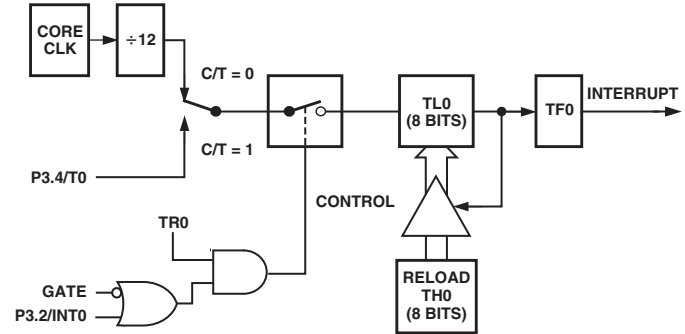 CORE
CLK
÷12
C/T = 0
C/T = 1
P3.4/T0
TL0
(8 BITS)
TF0
INTERRUPT
CONTROL
TR0
GATE
P3.2/INT0
RELOAD
TH0
(8 BITS)